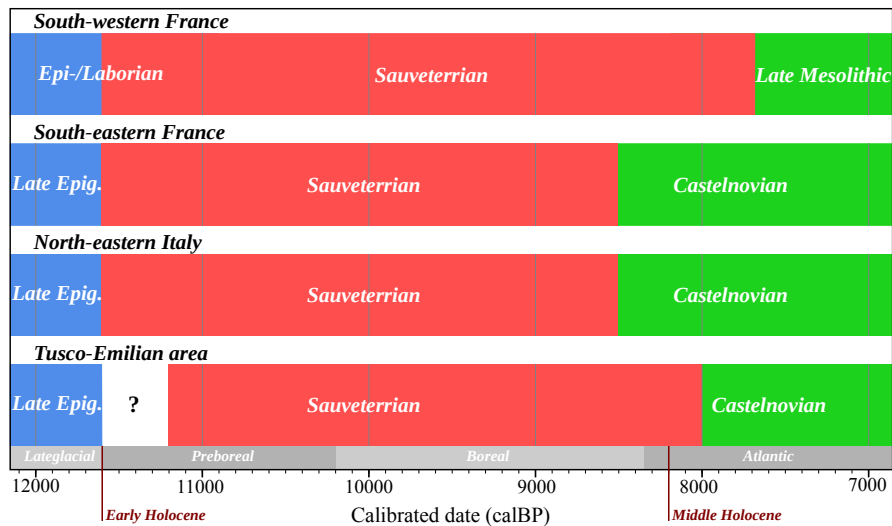 South-western France
Epi-/Laborian Sauveterrian Late Mesolithic
South-eastern France
Late Epig. Sauveterrian Castelnovian
North-eastern Italy
Late Epig. Sauveterrian Castelnovian
Tusco-Emilian area
Late Epig. ? Sauveterrian Castelnovian
Lateglacial Preboreal Boreal Atlantic
12000 11000 10000 9000 8000 7000
Early Holocene Calibrated date (calBP) Middle Holocene